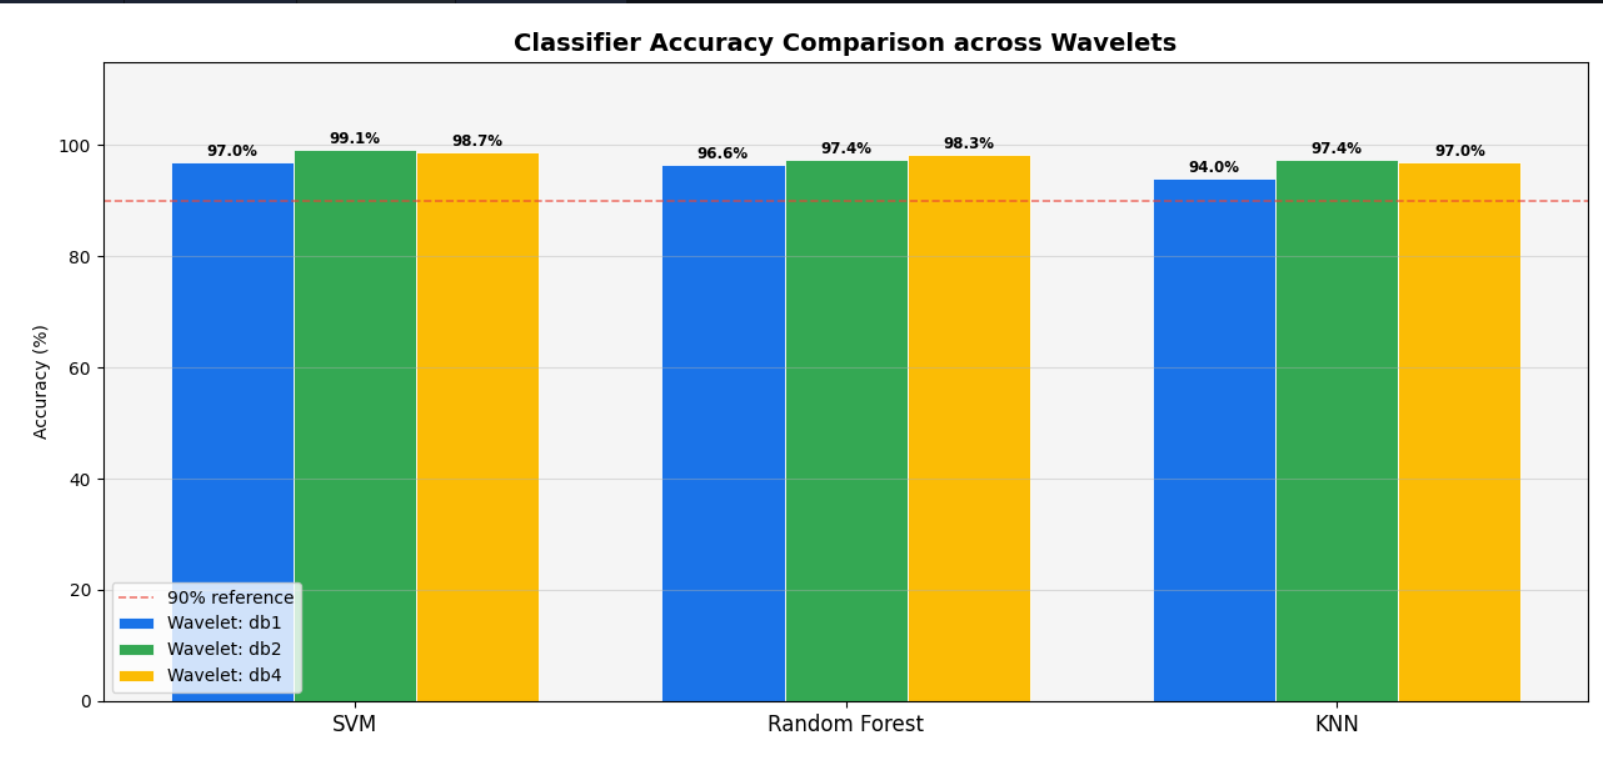 Classifier Accuracy Comparison across Wavelets
Accuracy (%)
100
80
60
40
20
0
97.0%
99.1%
98.7%
96.6%
97.4%
98.3%
94.0%
97.4%
97.0%
90% reference
Wavelet: db1
Wavelet: db2
Wavelet: db4
SVM
Random Forest
KNN